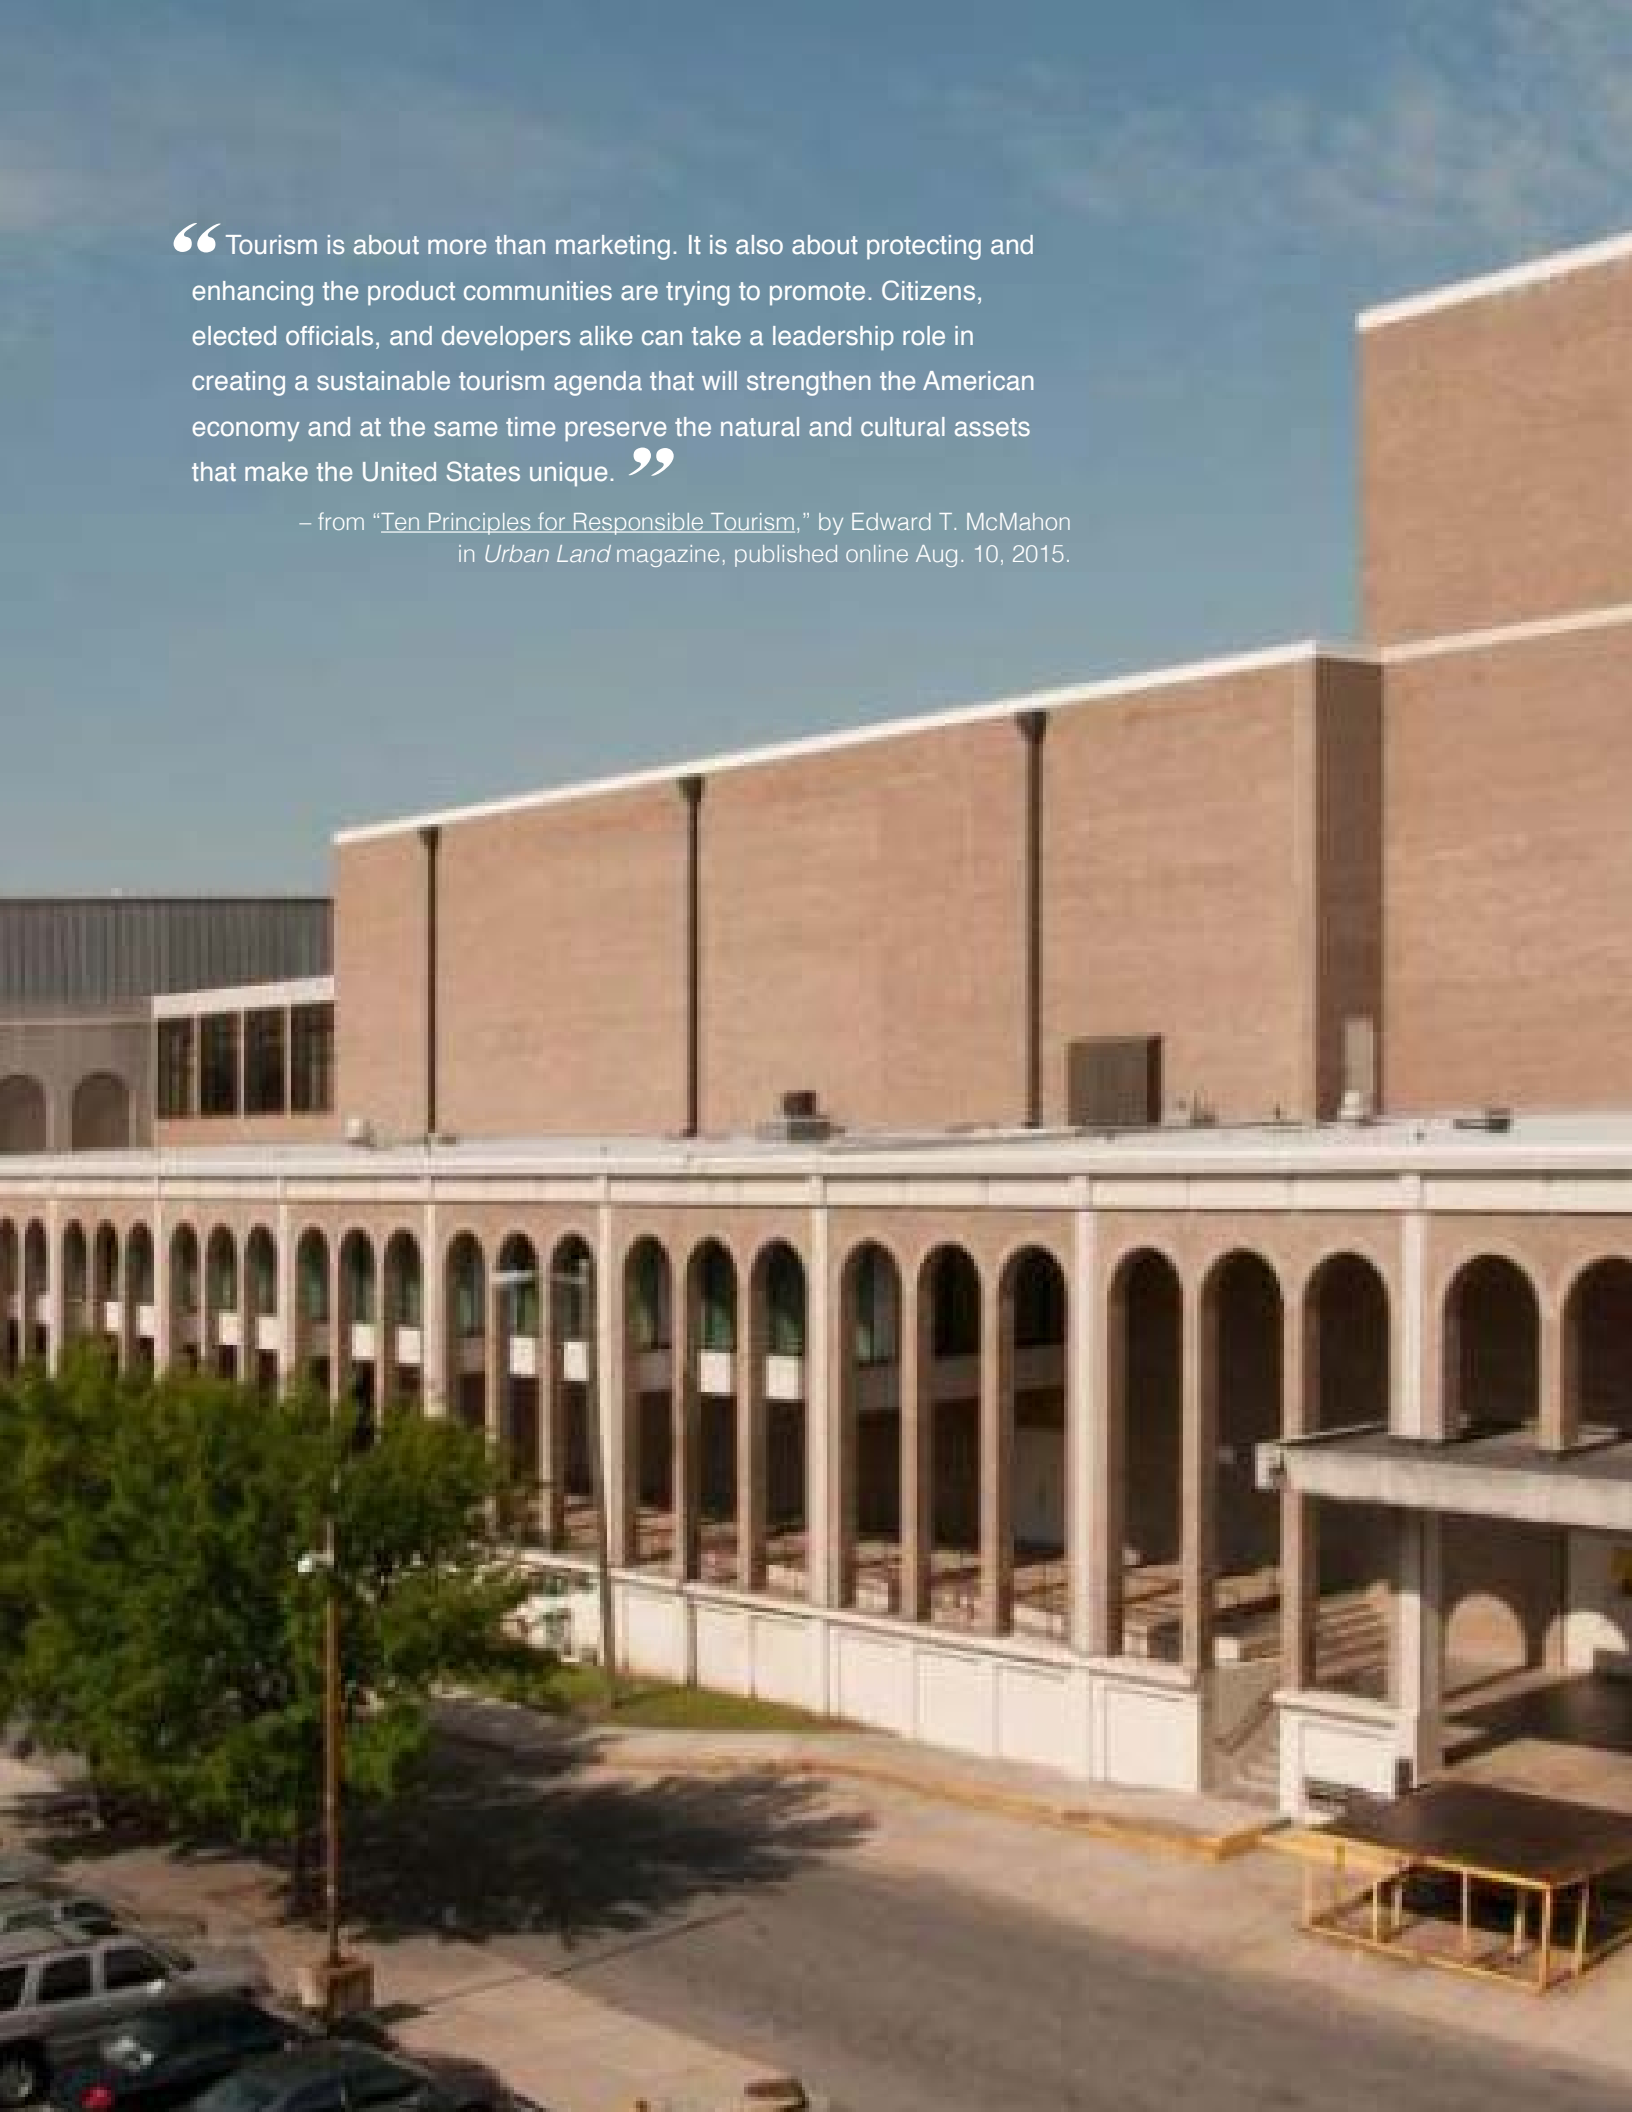 “ Tourism is about more than marketing. It is also about protecting and
enhancing the product communities are trying to promote. Citizens,
elected officials, and developers alike can take a leadership role in
creating a sustainable tourism agenda that will strengthen the American
economy and at the same time preserve the natural and cultural assets
that make the United States unique. ”
– from “Ten Principles for Responsible Tourism,” by Edward T. McMahon
in Urban Land magazine, published online Aug. 10, 2015.